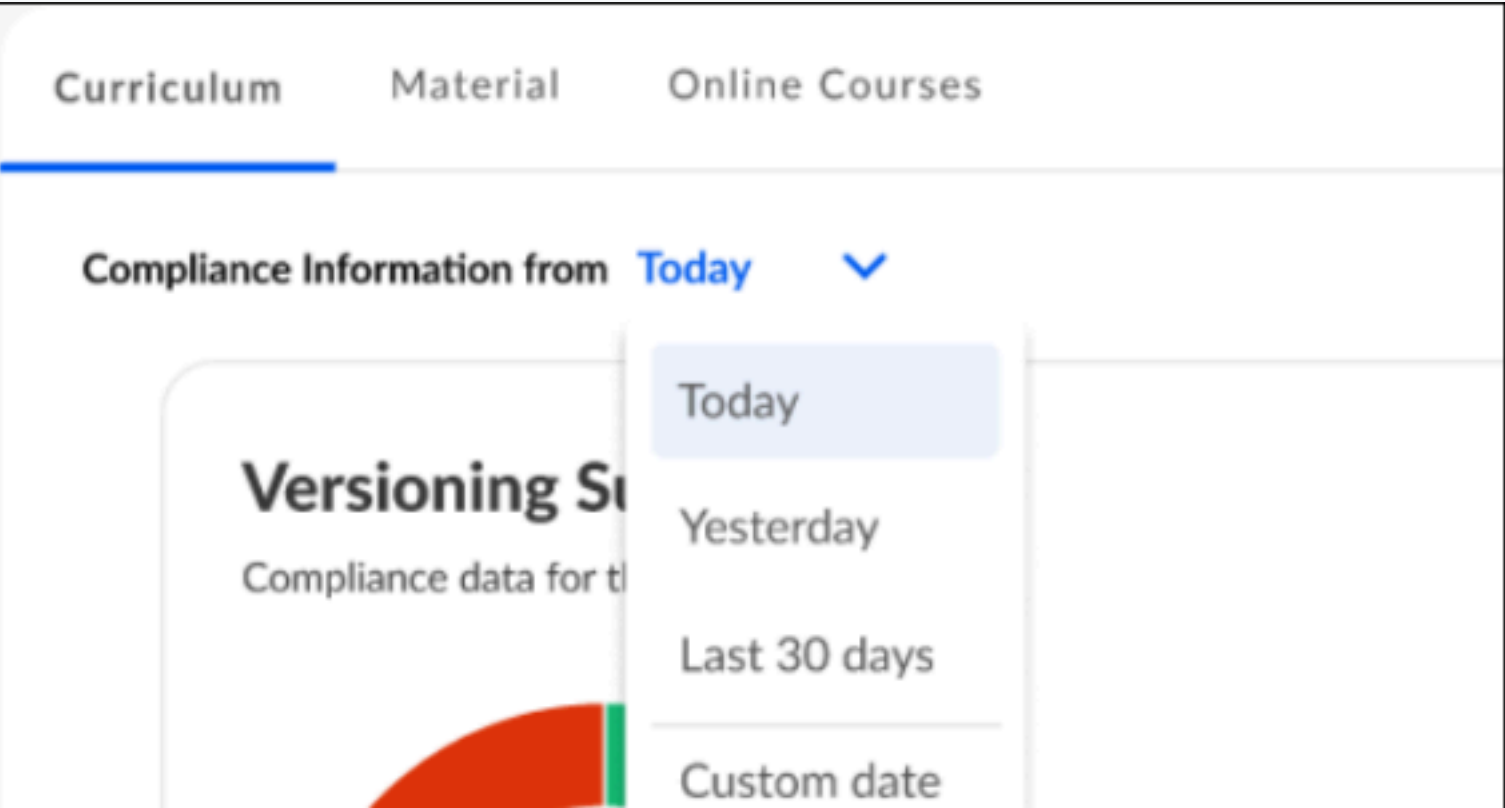 Curriculum Material Online Courses
Compliance Information from Today
Today
Versioning
Yesterday
Compliance data for
Last 30 days
Custom date